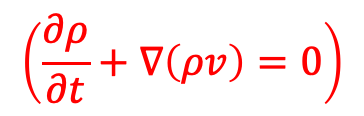 (∂ρ/∂t + ∇(ρv) = 0)